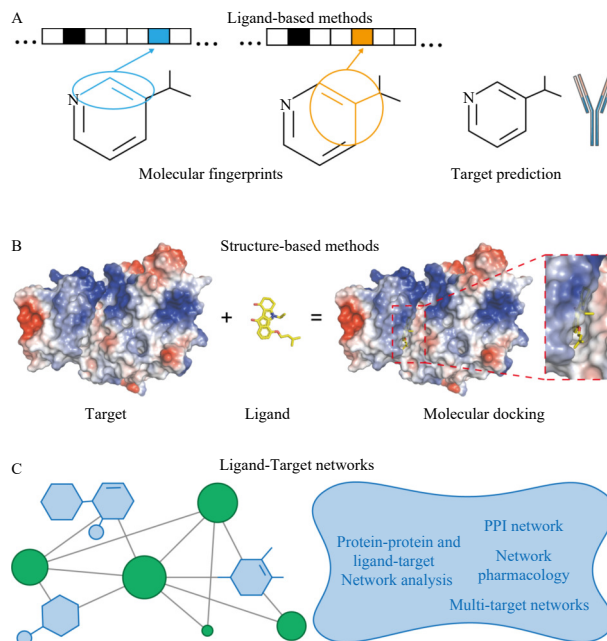 A
Ligand-based methods
N
N
N
Molecular fingerprints
Target prediction
B
Structure-based methods
+
=
Target
Ligand
Molecular docking
C
Ligand-Target networks
Protein-protein and
ligand-target
Network analysis
PPI network
Network
pharmacology
Multi-target networks